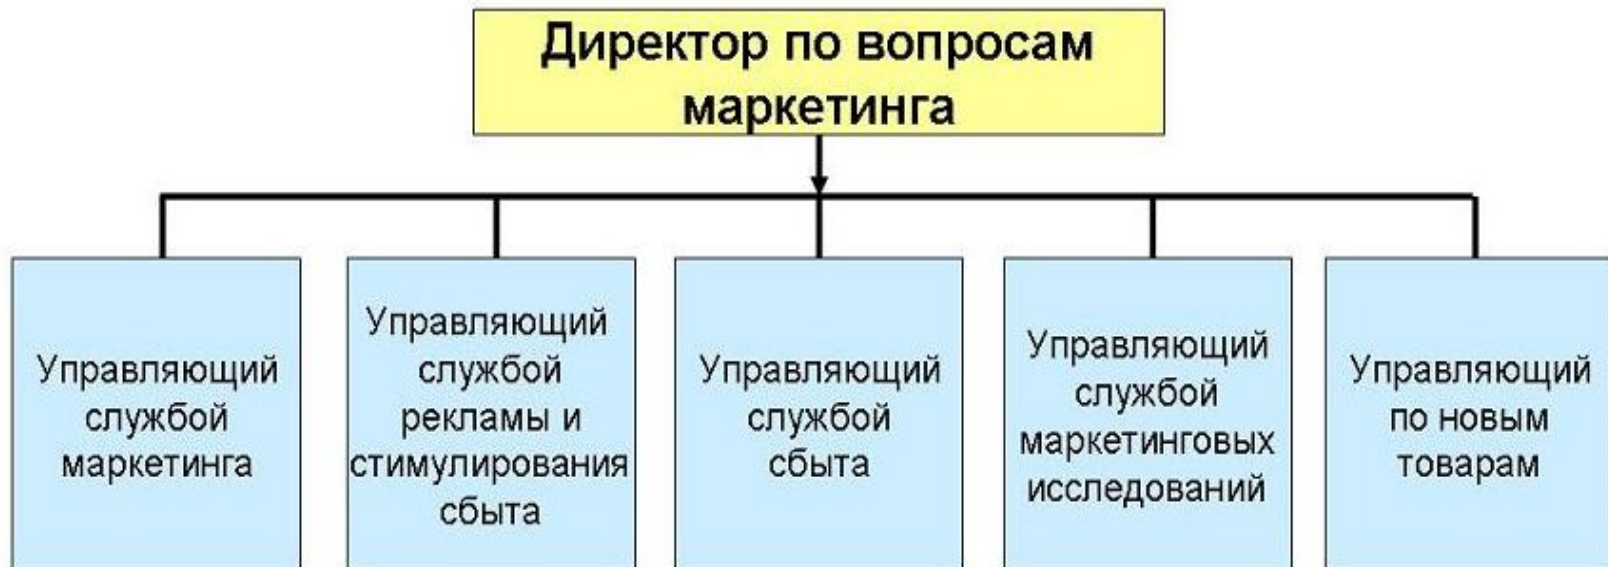 Директор по вопросам
маркетинга
Управляющий
службой
маркетинга
Управляющий
службой
рекламы и
стимулирования
сбыта
Управляющий
службой
сбыта
Управляющий
службой
маркетинговых
исследований
Управляющий
по новым
товарам